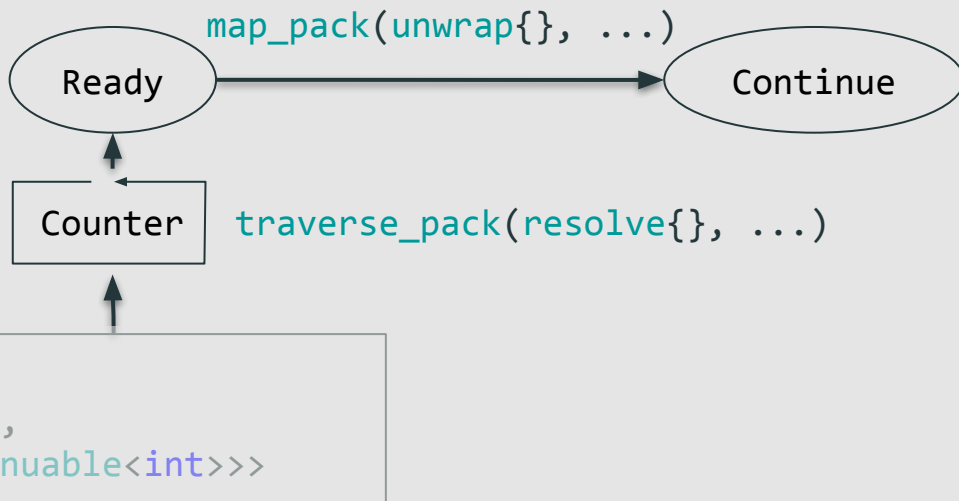 map_pack(unwrap{}, ...)
Ready
Continue
Counter
traverse_pack(resolve{}, ...)
,
nuable<int>>>